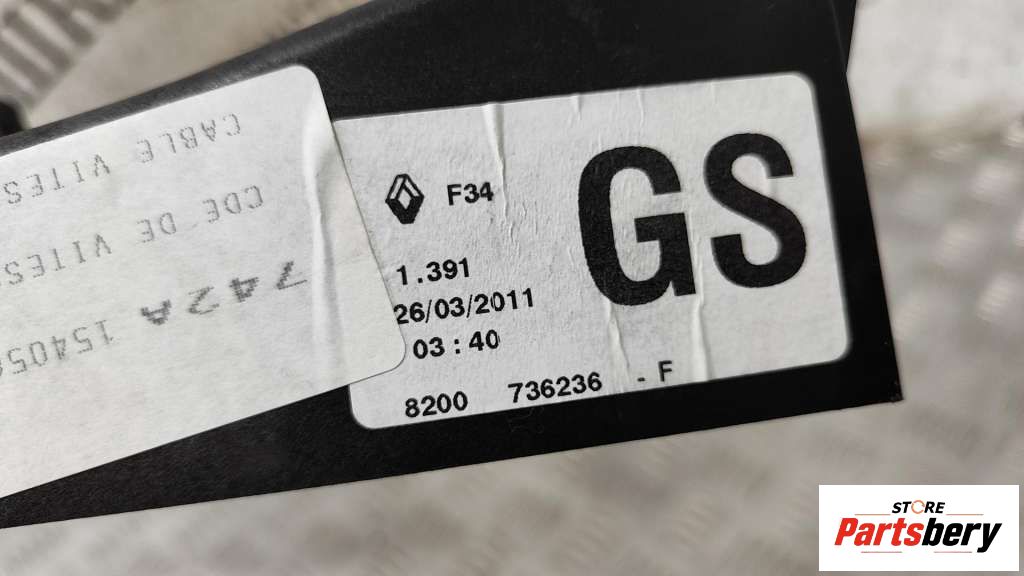 F34
GS
1.391
26/03/2011
03:40
8200 736236 - F
CABLE VITES
CDE DE VITES
742A 15405
STORE
Partsbery